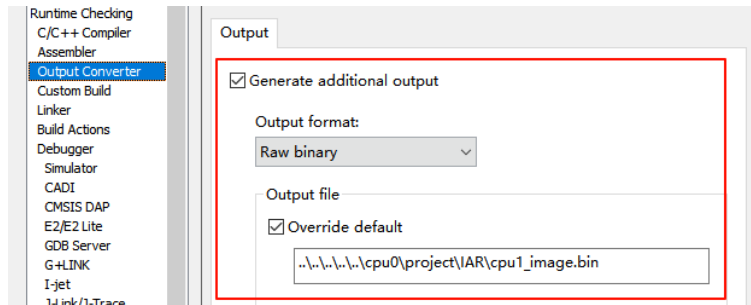 Runtime Checking
C/C++ Compiler
Assembler
Output Converter
Custom Build
Linker
Build Actions
Debugger
Simulator
CADI
CMSIS DAP
E2/E2 Lite
GDB Server
G+LINK
I-jet
J-Link/J-Trace
Output
Generate additional output
Output format:
Raw binary
Output file
Override default
..\..\..\..\..\cpu0\project\IAR\cpu1_image.bin